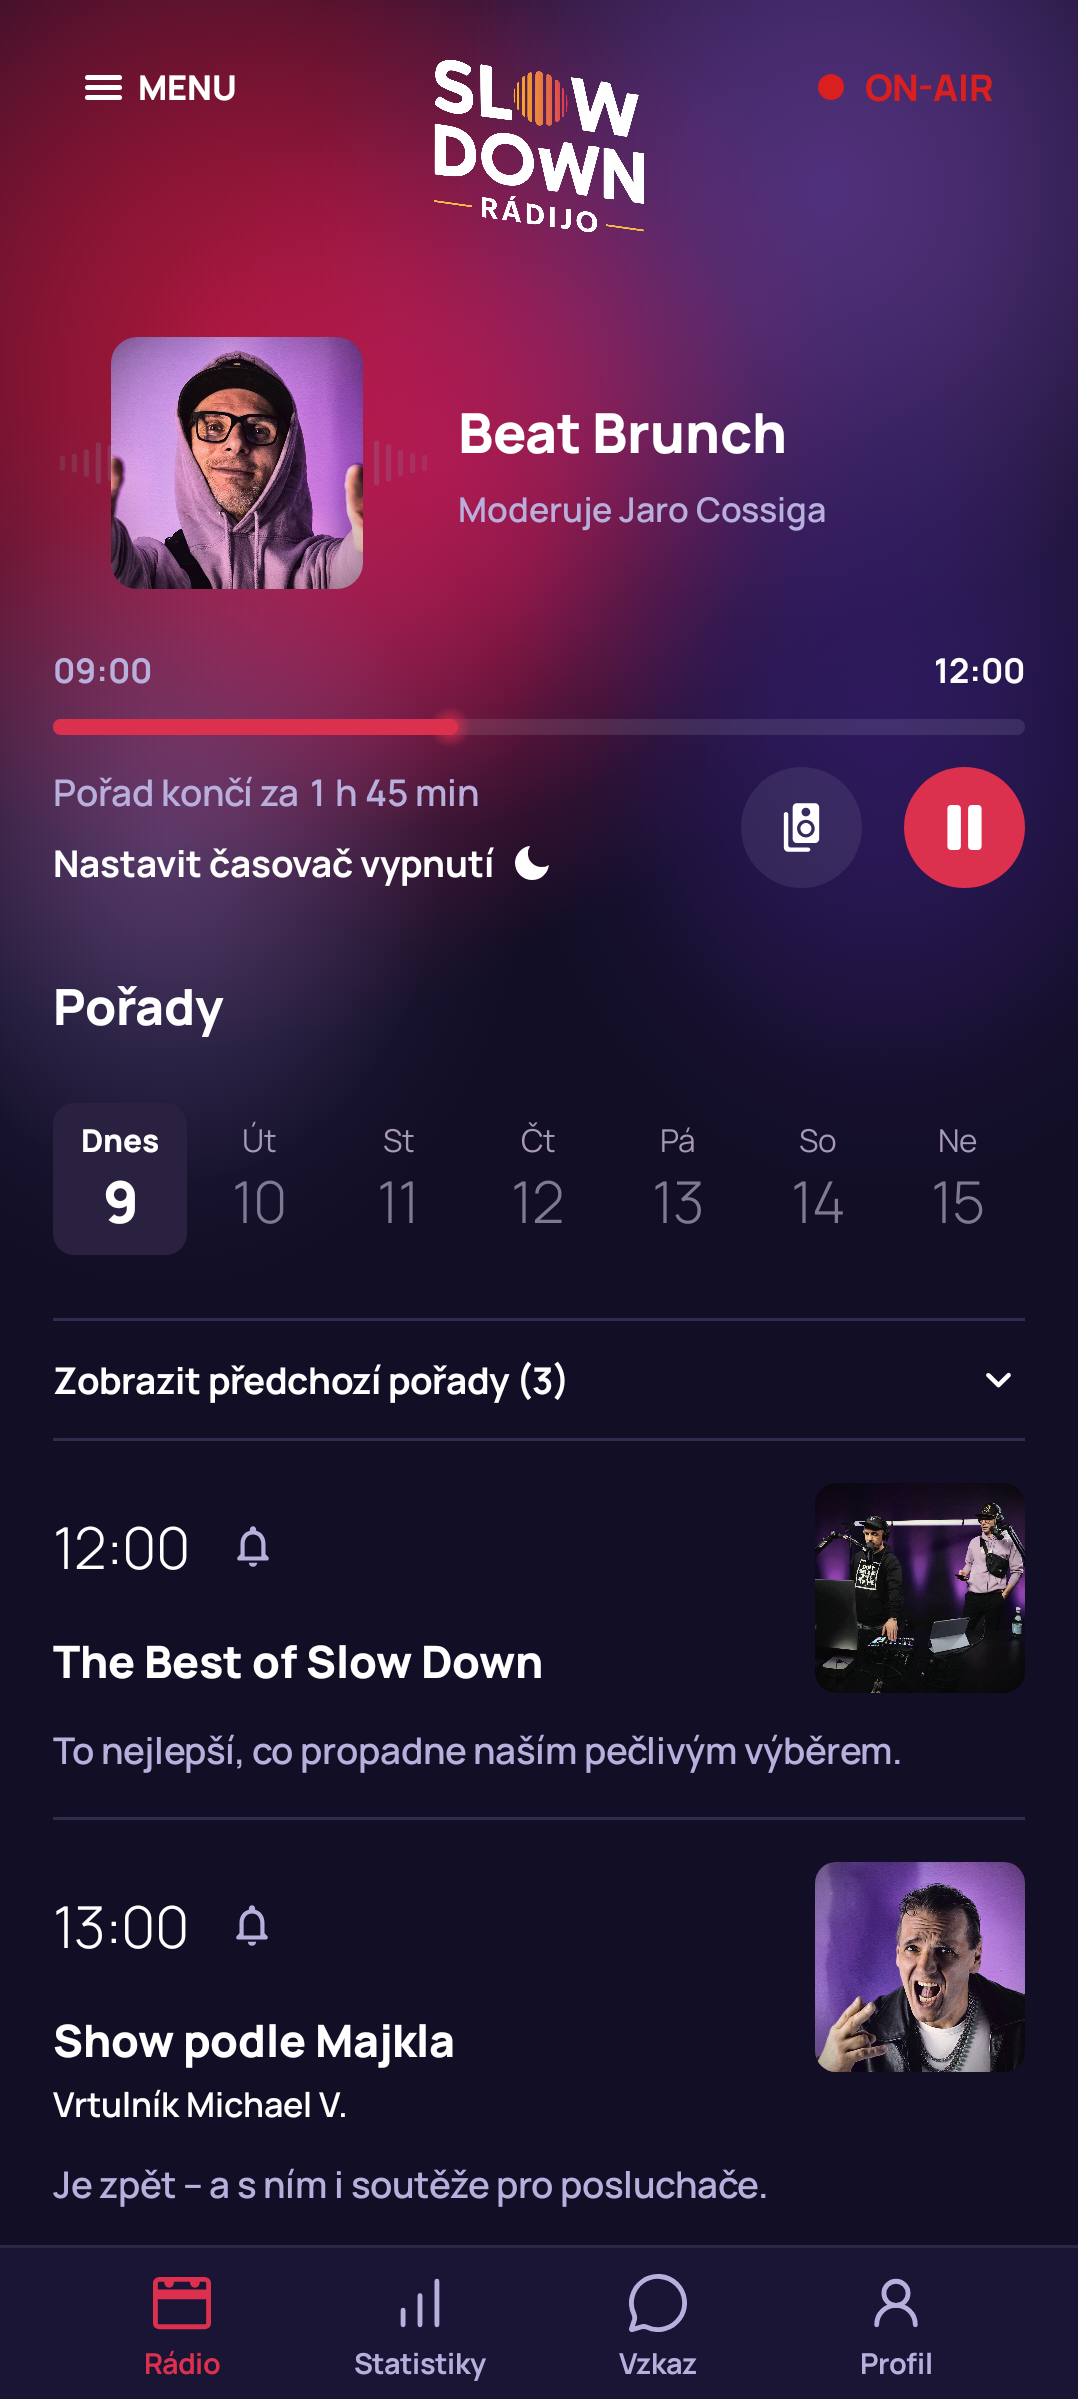 MENU
SLOW
DOWN
RÁDIJO
ON-AIR
Beat Brunch
Moderuje Jaro Cossiga
09:00
12:00
Pořad končí za 1 h 45 min
Nastavit časovač vypnutí
Pořady
Dnes Út St Čt Pá So Ne
9 10 11 12 13 14 15
Zobrazit předchozí pořady (3)
12:00
The Best of Slow Down
To nejlepší, co propadne naším pečlivým výběrem.
13:00
Show podle Majkla
Vrtulník Michael V.
Je zpět – a s ním i soutěže pro posluchače.
Rádio Statistiky Vzkaz Profil